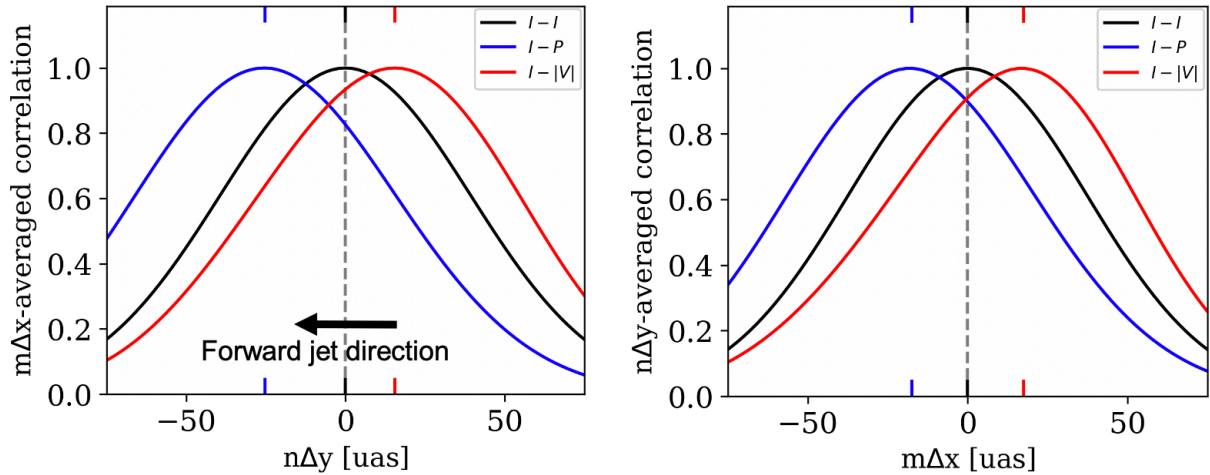 mΔx-averaged correlation
1.0
0.8
0.6
0.4
0.2
0.0
I − I
I − P
I − |V|
Forward jet direction
−50 0 50
nΔy [uas]
nΔy-averaged correlation
1.0
0.8
0.6
0.4
0.2
0.0
I − I
I − P
I − |V|
−50 0 50
mΔx [uas]